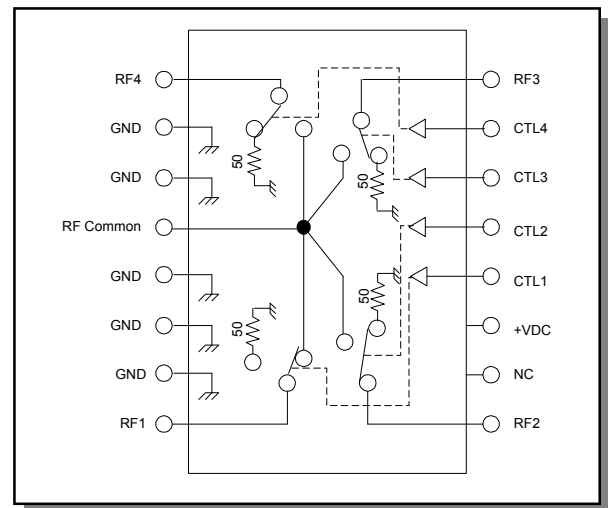 RF4
GND
GND
RF Common
GND
GND
GND
RF1
50
50
50
50
RF3
CTL4
CTL3
CTL2
CTL1
+VDC
NC
RF2